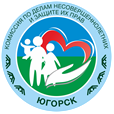 КОМИССИЯ ПО ДЕЛАМ НЕСОВЕРШЕННОЛЕТНИХ
И ЗАЩИТЕ ИХ ПРАВ
ЮГОРСК